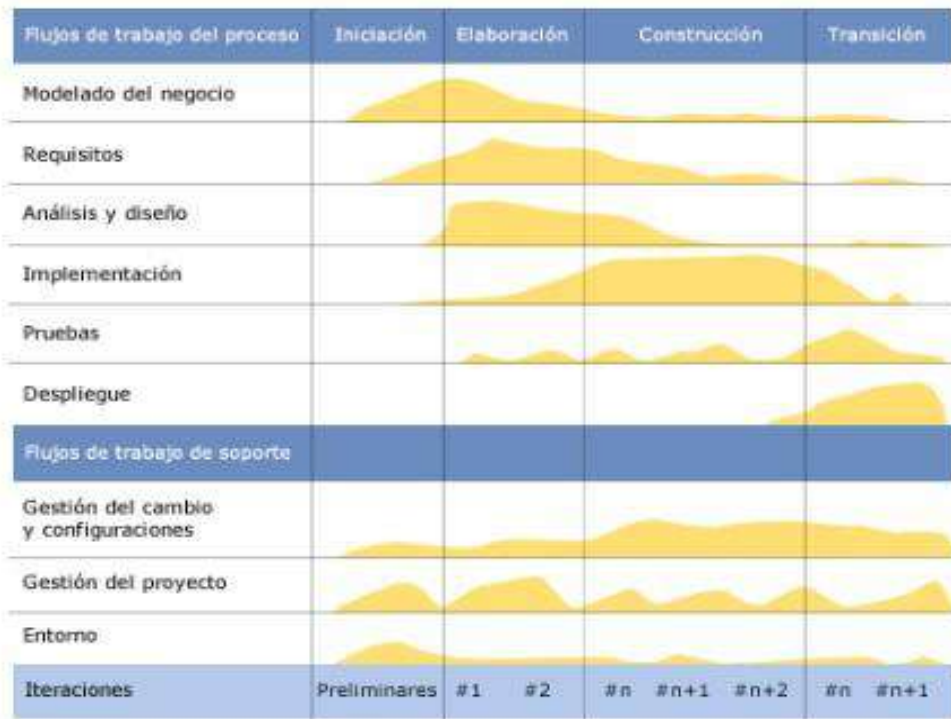 Flujos de trabajo del proceso Iniciación Elaboración Construcción Transición
Modelado del negocio
Requisitos
Análisis y diseño
Implementación
Pruebas
Despliegue
Flujos de trabajo de soporte
Gestión del cambio
y configuraciones
Gestión del proyecto
Entorno
Iteraciones Preliminares #1 #2 #n #n+1 #n+2 #n #n+1